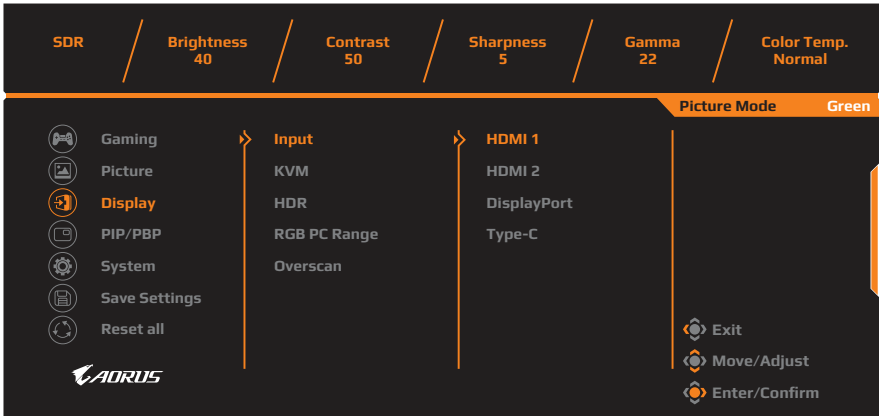 SDR
Brightness
40
Contrast
50
Sharpness
5
Gamma
22
Color Temp.
Normal
Picture Mode Green
Gaming
Picture
Display
PIP/PBP
System
Save Settings
Reset all
Input
KVM
HDR
RGB PC Range
Overscan
HDMI 1
HDMI 2
DisplayPort
Type-C
Exit
Move/Adjust
Enter/Confirm
AORUS